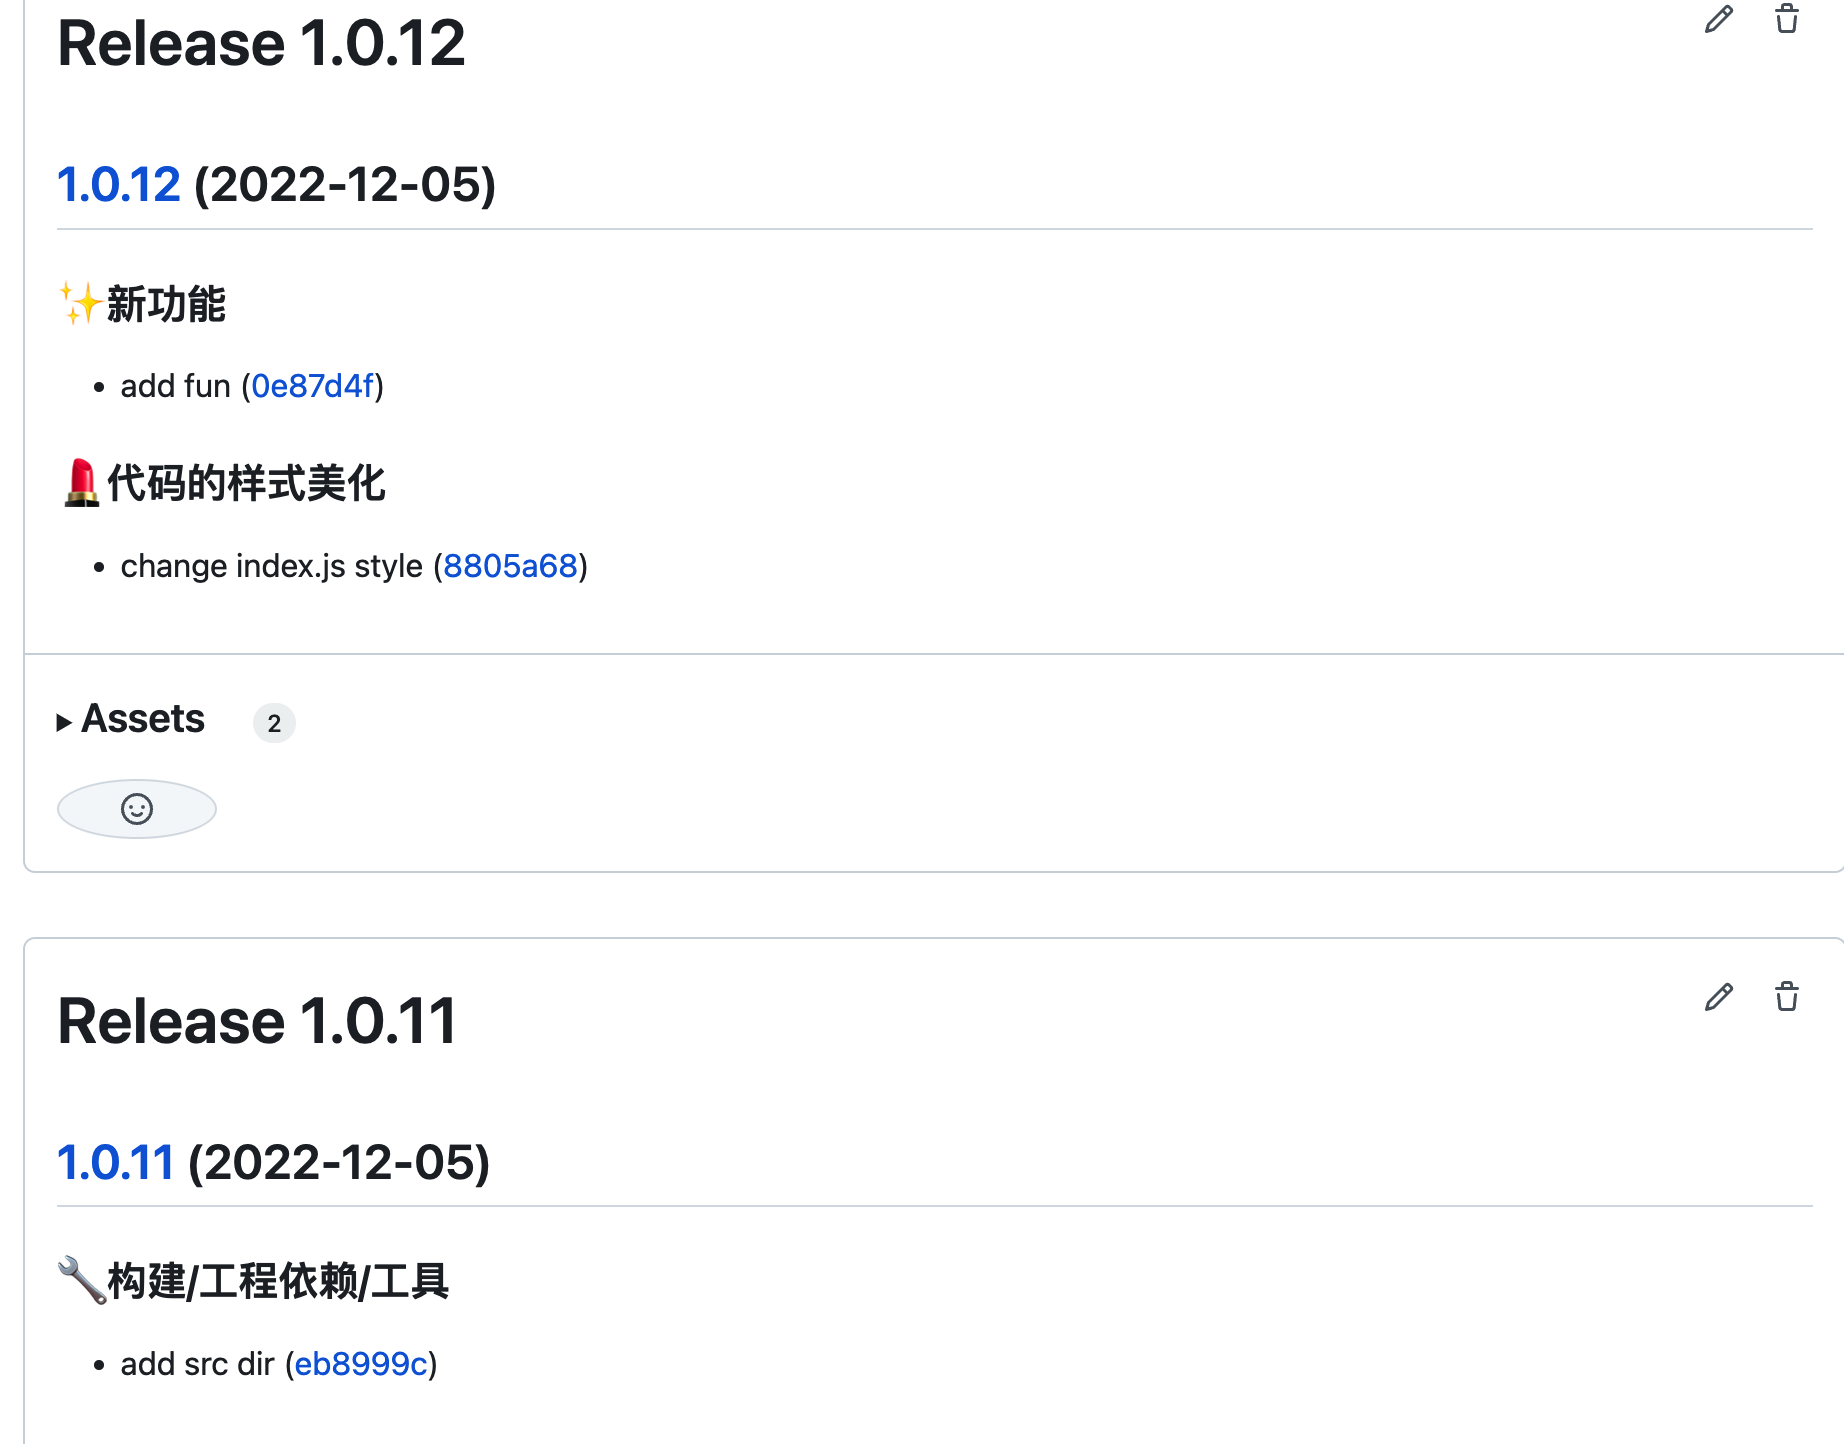 Release 1.0.12
1.0.12 (2022-12-05)
✨新功能
• add fun (0e87d4f)
💄代码的样式美化
• change index.js style (8805a68)
Assets 2
Release 1.0.11
1.0.11 (2022-12-05)
🔧构建/工程依赖/工具
• add src dir (eb8999c)